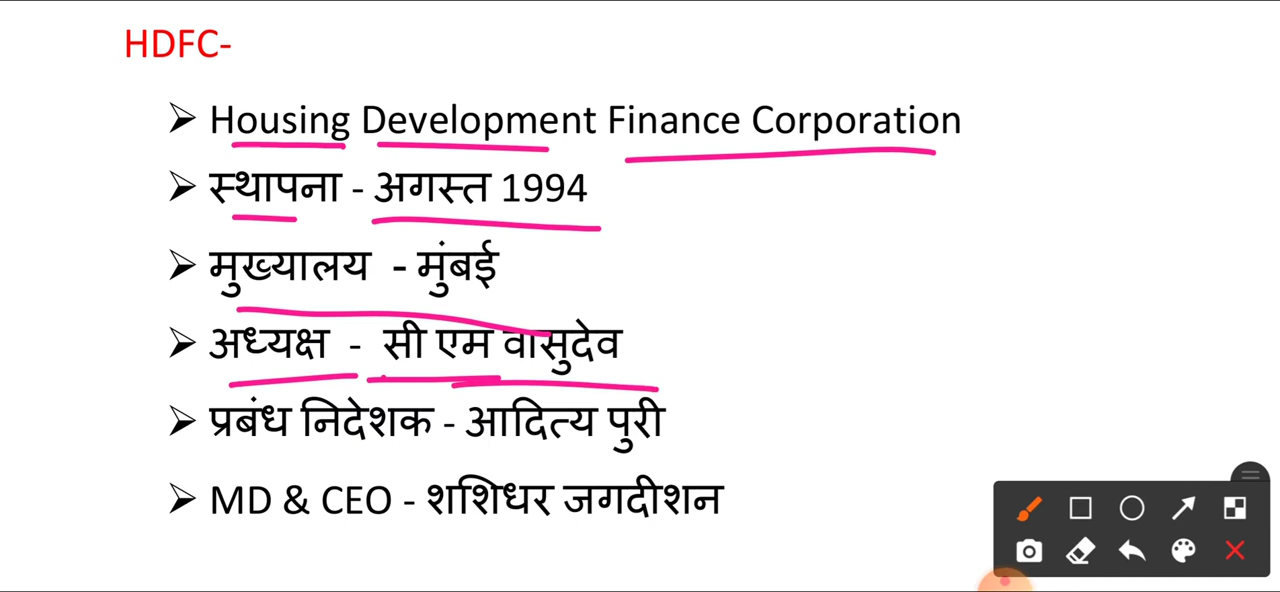 HDFC-
➢ Housing Development Finance Corporation
➢ स्थापना - अगस्त 1994
➢ मुख्यालय - मुंबई
➢ अध्यक्ष - सी एम वासुदेव
➢ प्रबंध निदेशक - आदित्य पुरी
➢ MD & CEO - शशिधर जगदीशन